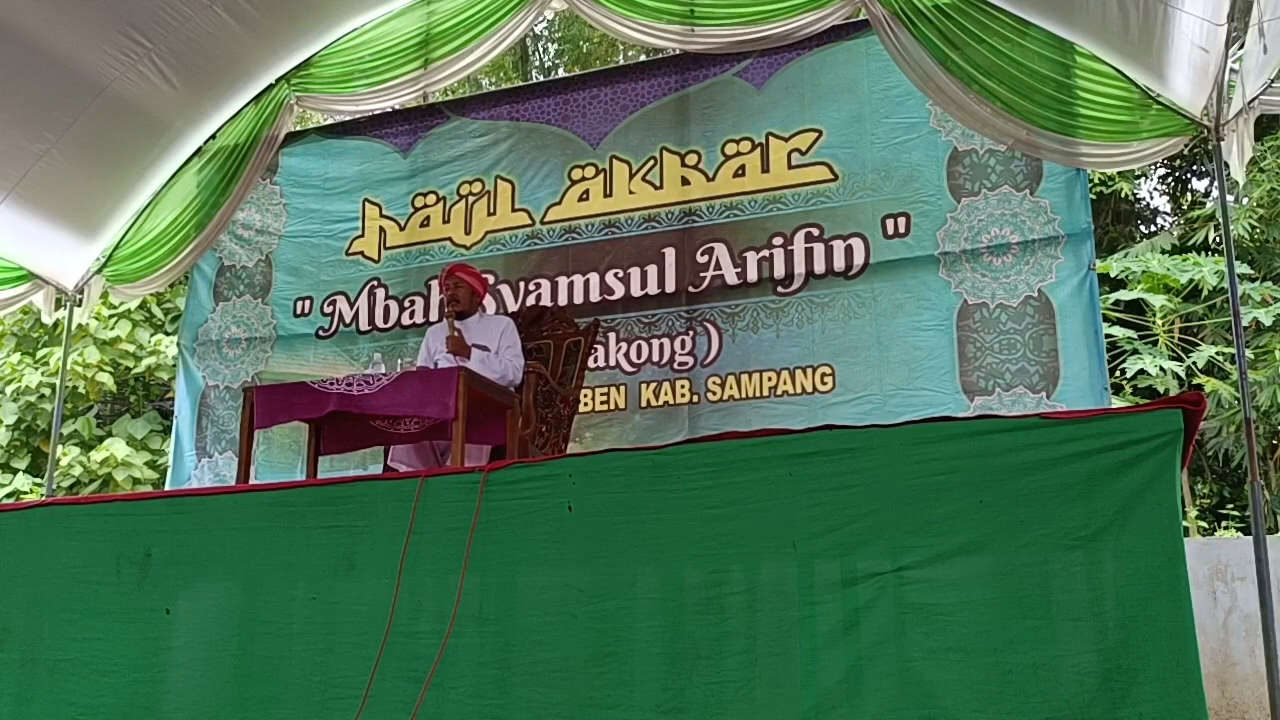 HAUL AKBAR
" Mbah Syamsul Arifin "
akong )
BEN KAB. SAMPANG